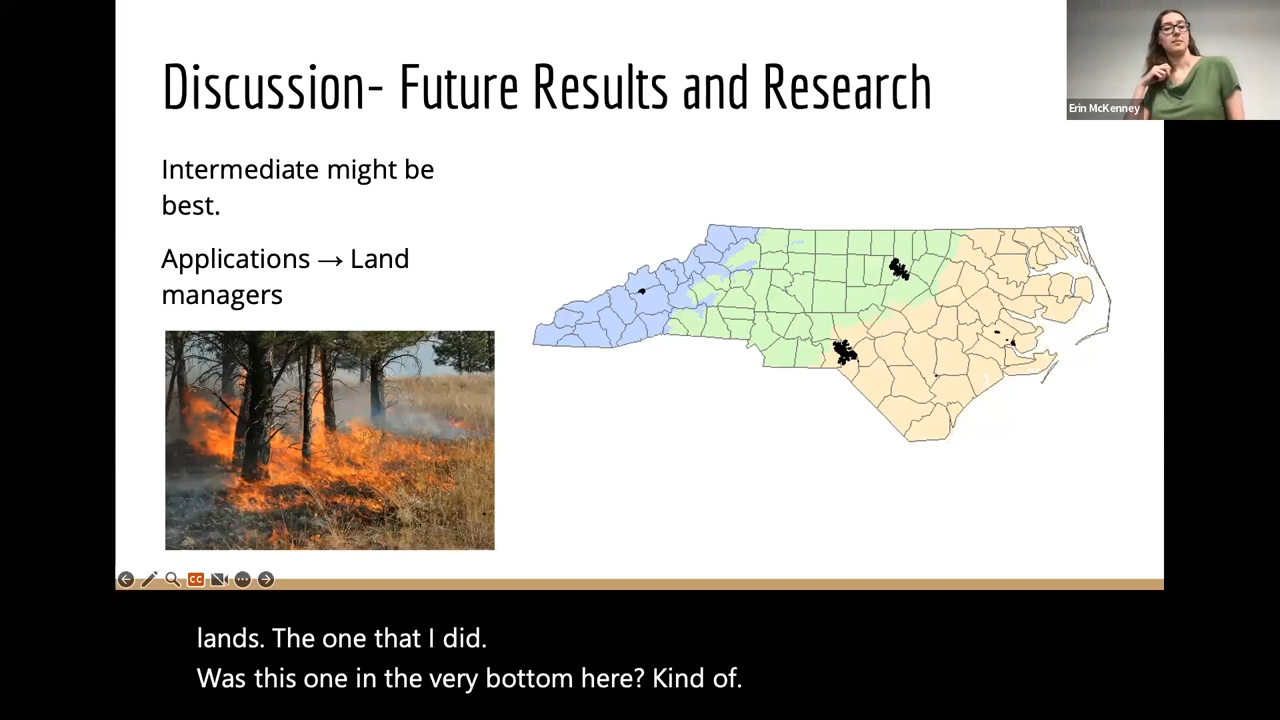 Discussion- Future Results and Research
Erin McKenney
Intermediate might be
best.
Applications → Land
managers
CC
lands. The one that I did.
Was this one in the very bottom here? Kind of.